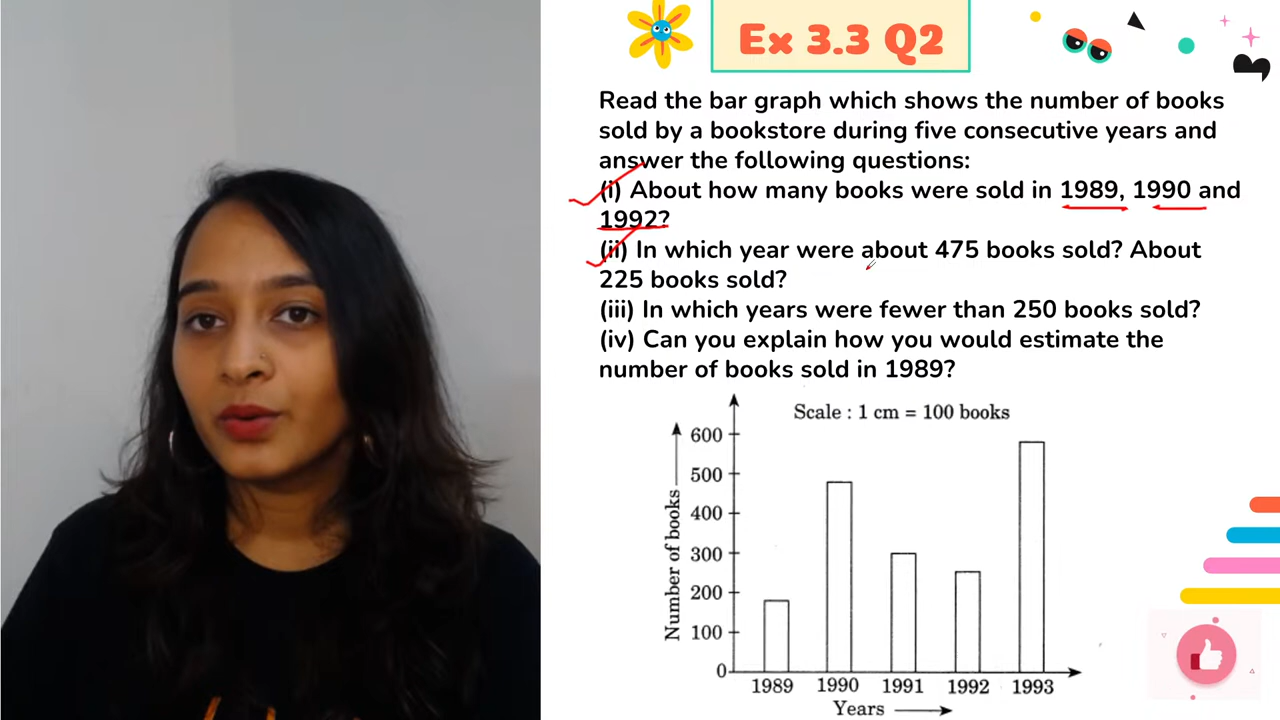 Ex 3.3 Q2
Read the bar graph which shows the number of books
sold by a bookstore during five consecutive years and
answer the following questions:
(i) About how many books were sold in 1989, 1990 and
1992?
(ii) In which year were about 475 books sold? About
225 books sold?
(iii) In which years were fewer than 250 books sold?
(iv) Can you explain how you would estimate the
number of books sold in 1989?
Scale : 1 cm = 100 books
Number of books
600
500
400
300
200
100
0
1989 1990 1991 1992 1993
Years